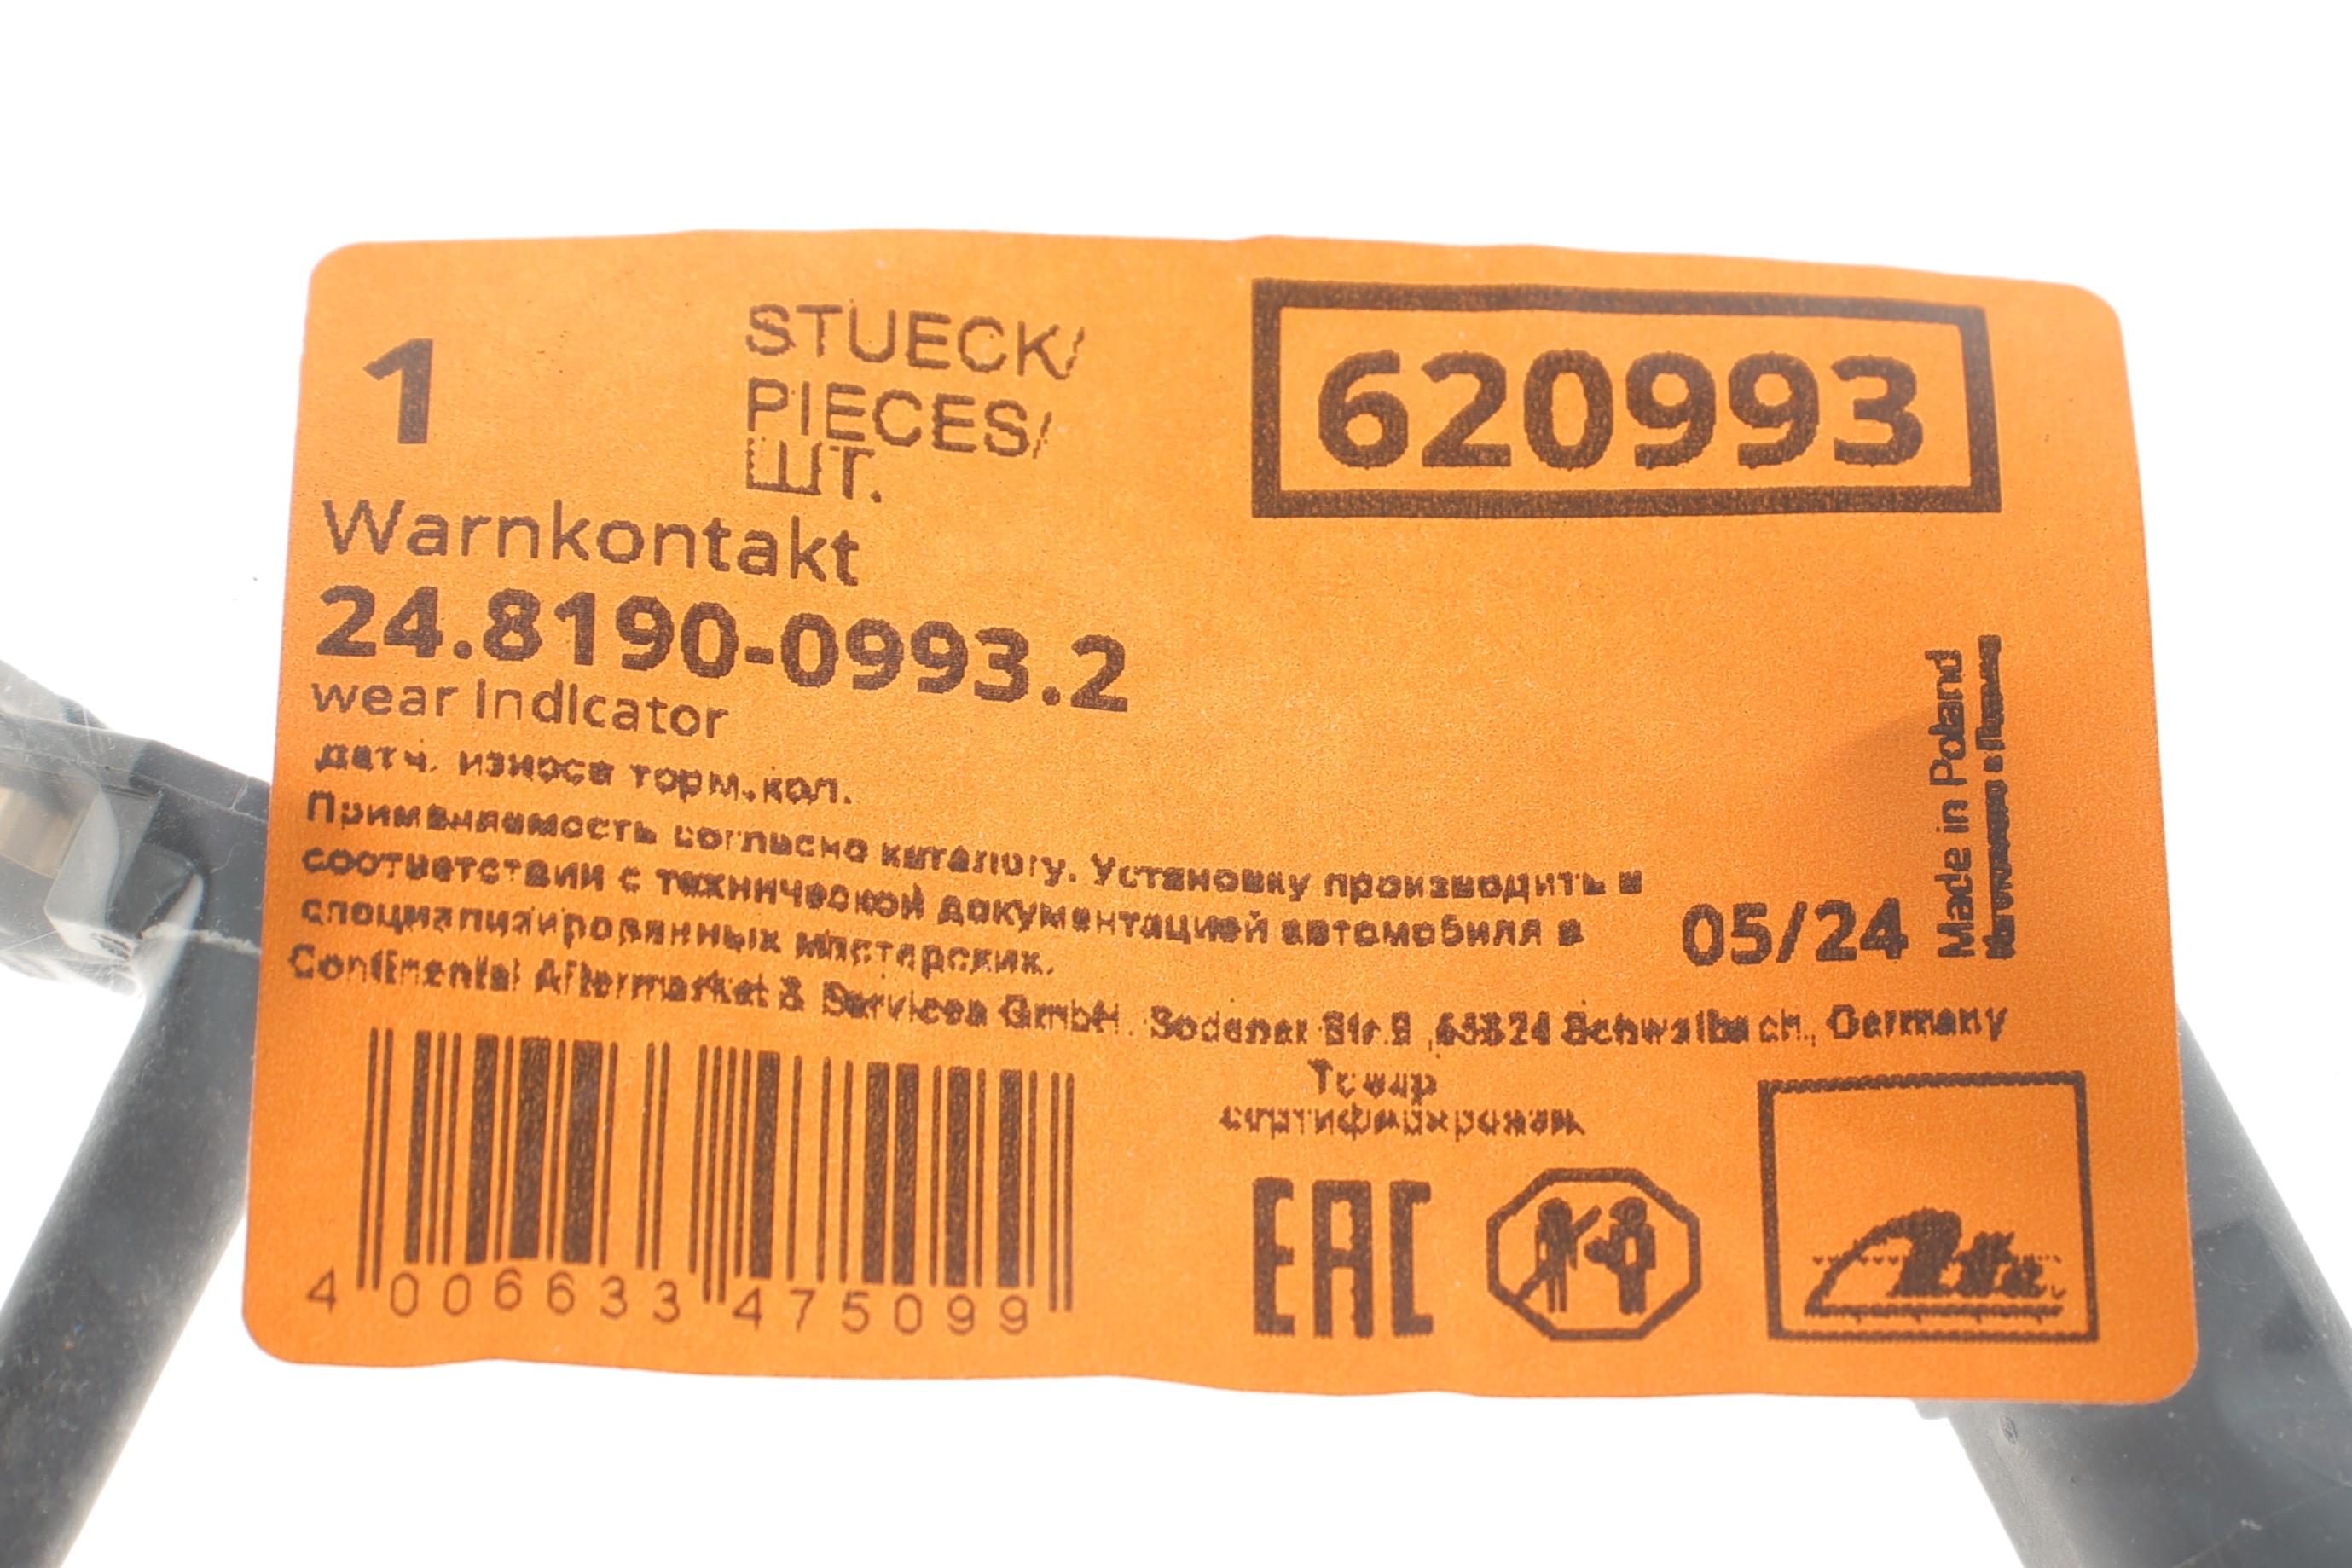 1
STUECK/
PIECES/
ШТ.
620993
Warnkontakt
24.8190-0993.2
wear indicator
датч. износа торм.кол.
Применяемость согласно каталогу. Установку производить в
соответствии с технической документацией автомобиля в
специализированных мастерских.
05/24
Made in Poland
Continental Aftermarket & Services GmbH. Sodener Str.9 ,65824 Schwalbach, Germany
4 006633 475099
Товар
сертифицирован
EAC
Ate